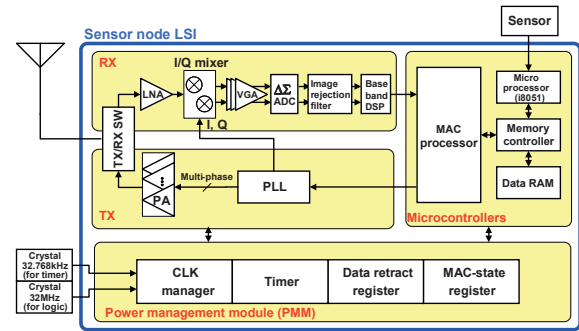 Sensor node LSI
Sensor
RX
I/Q mixer
LNA
VGA
ΔΣ
ADC
Image
rejection
filter
Base
band
DSP
I, Q
TX/RX SW
MAC
processor
Micro
processor
(i8051)
Memory
controller
Data RAM
Microcontrollers
Multi-phase
PLL
PA
TX
Crystal
32.768kHz
(for timer)
Crystal
32MHz
(for logic)
CLK
manager
Timer
Data retract
register
MAC-state
register
Power management module (PMM)